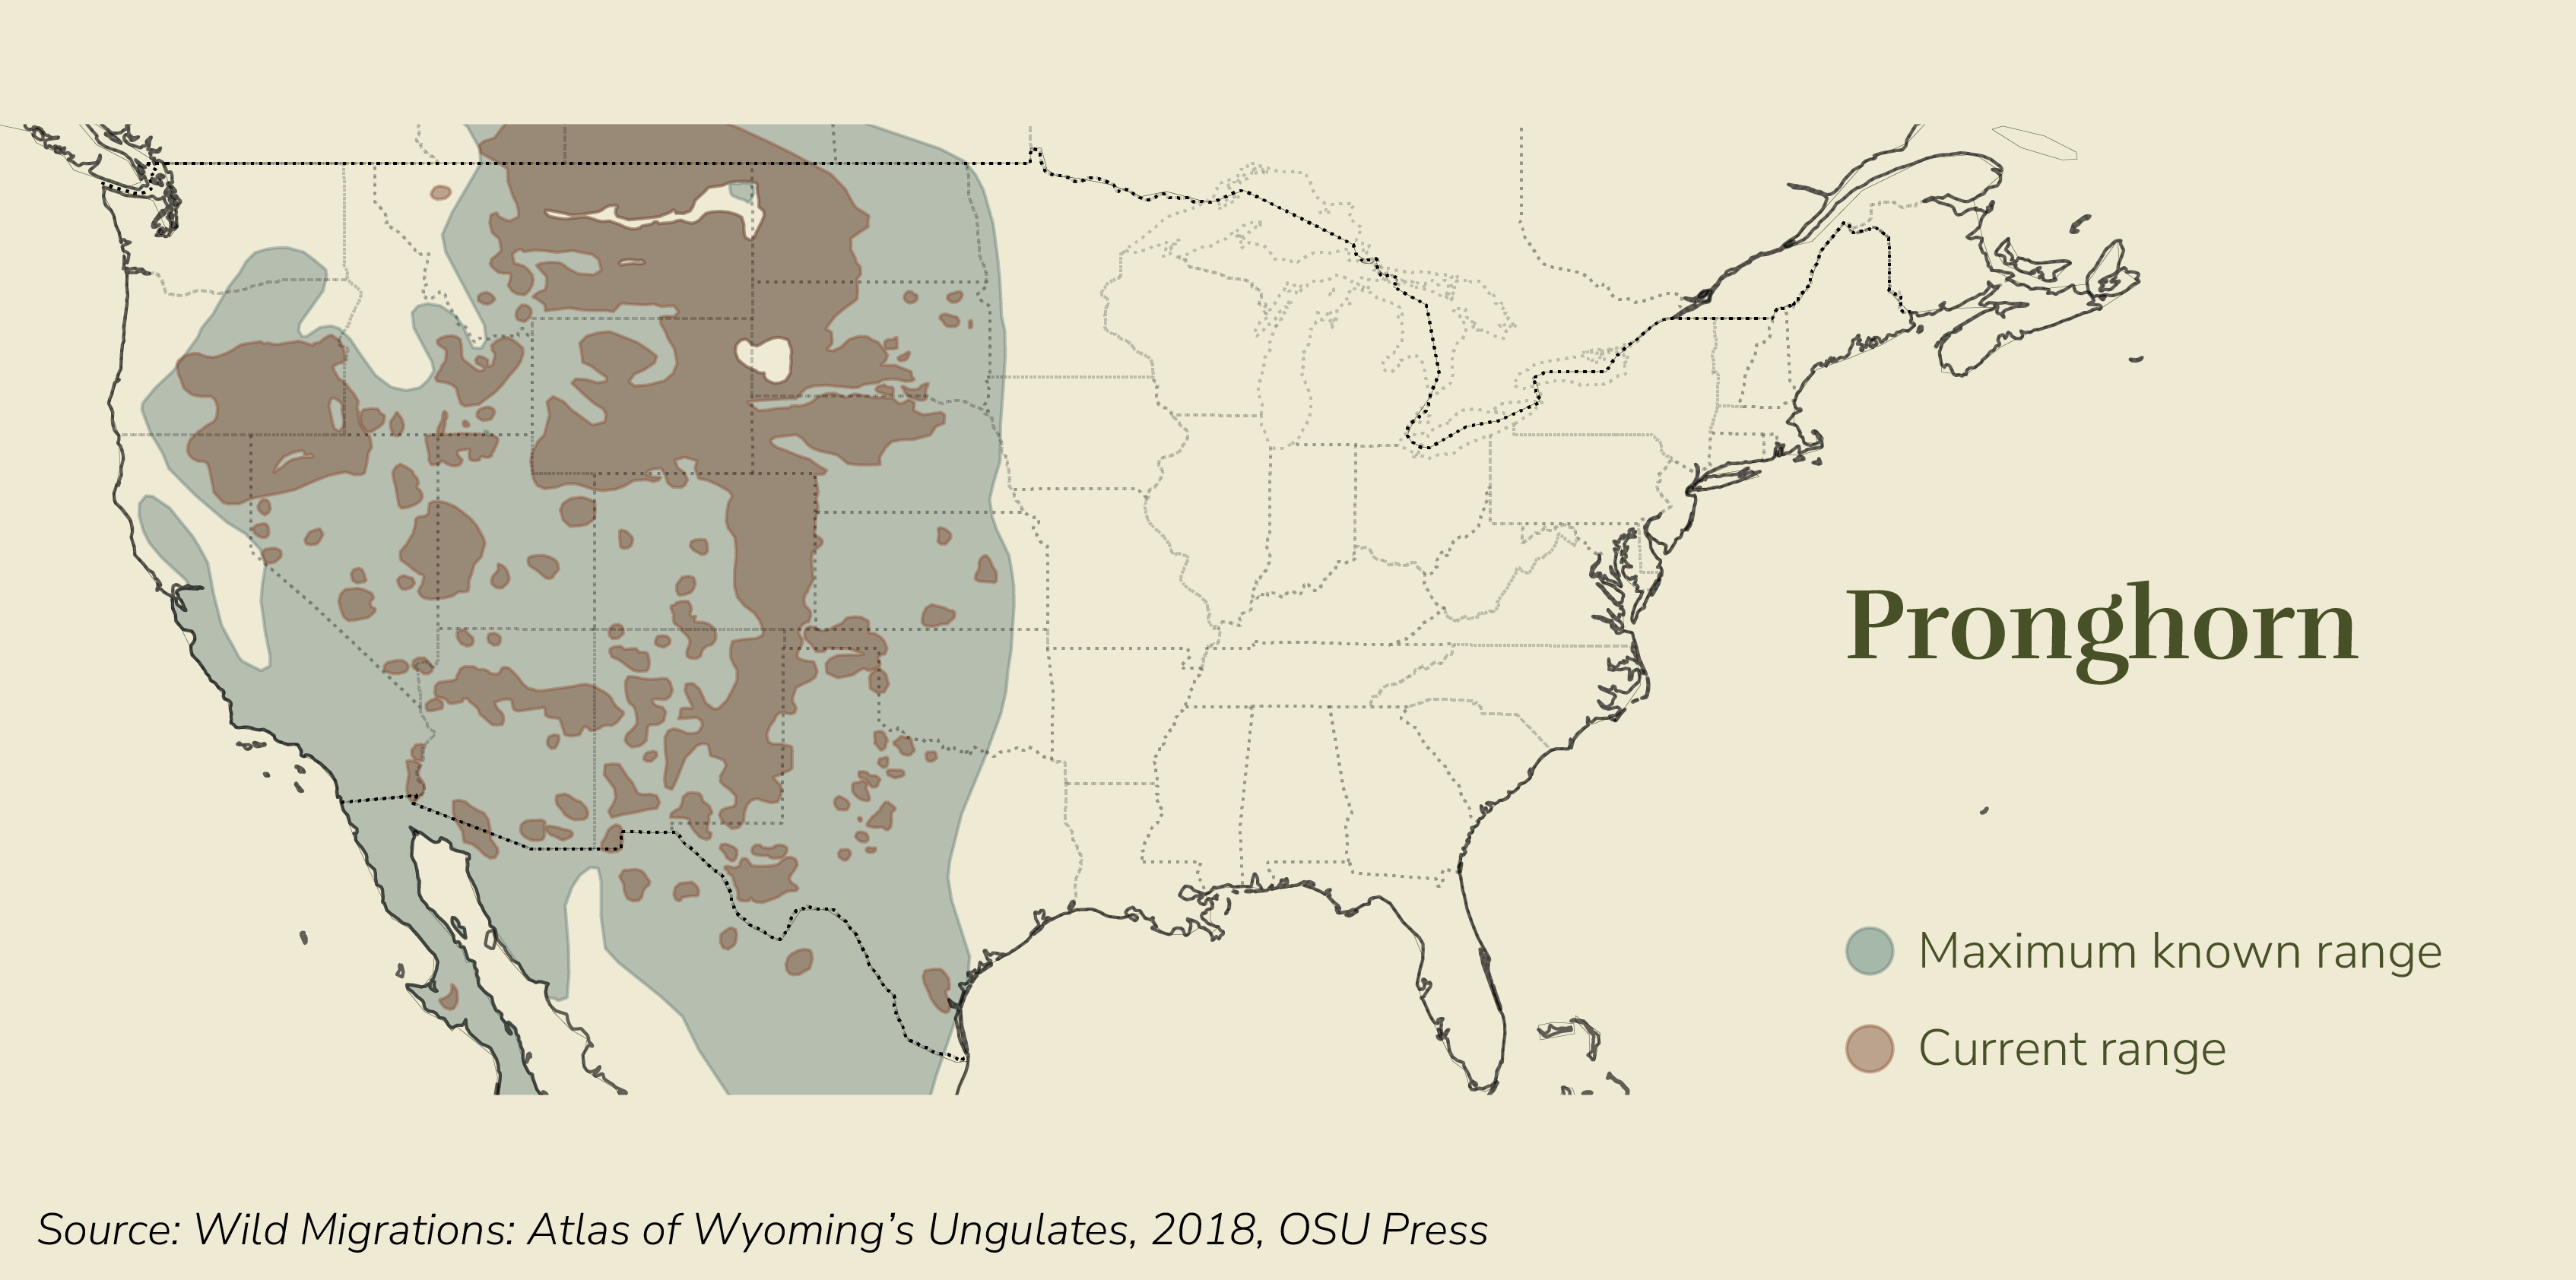 Pronghorn
Maximum known range
Current range
Source: Wild Migrations: Atlas of Wyoming’s Ungulates, 2018, OSU Press